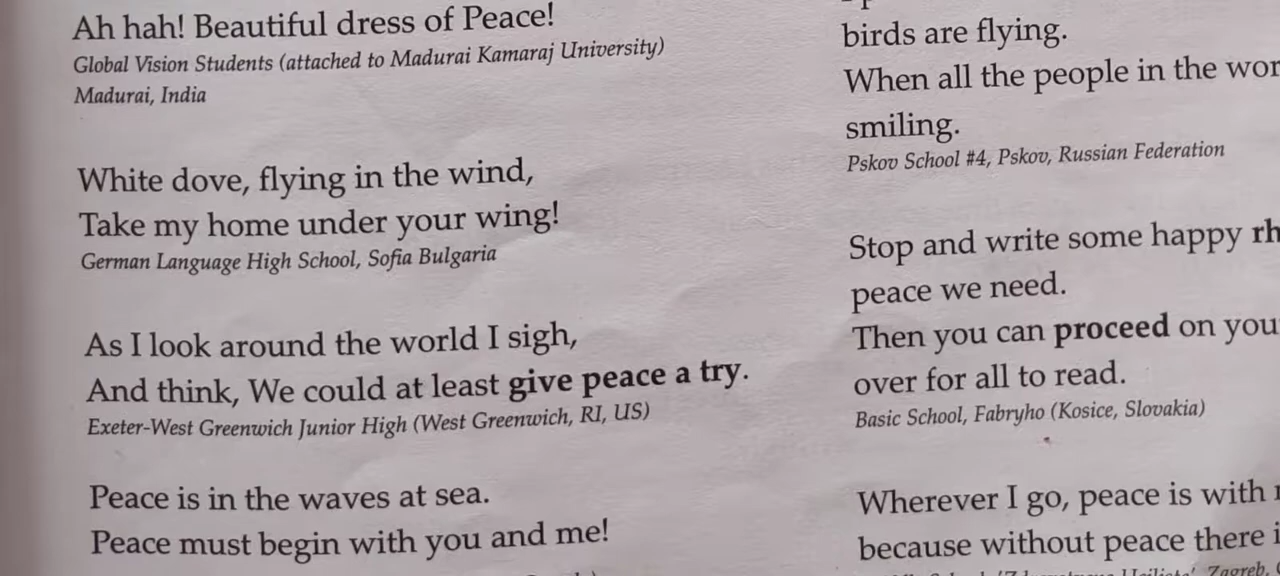 Ah hah! Beautiful dress of Peace!
Global Vision Students (attached to Madurai Kamaraj University)
Madurai, India
White dove, flying in the wind,
Take my home under your wing!
German Language High School, Sofia Bulgaria
As I look around the world I sigh,
And think, We could at least give peace a try.
Exeter-West Greenwich Junior High (West Greenwich, RI, US)
Peace is in the waves at sea.
Peace must begin with you and me!
birds are flying.
When all the people in the
smiling.
Pskov School #4, Pskov, Russian Federation
Stop and write some happy
peace we need.
Then you can proceed on
over for all to read.
Basic School, Fabryho (Kosice, Slovakia)
Wherever I go, peace is with
because without peace there
Zagreb,